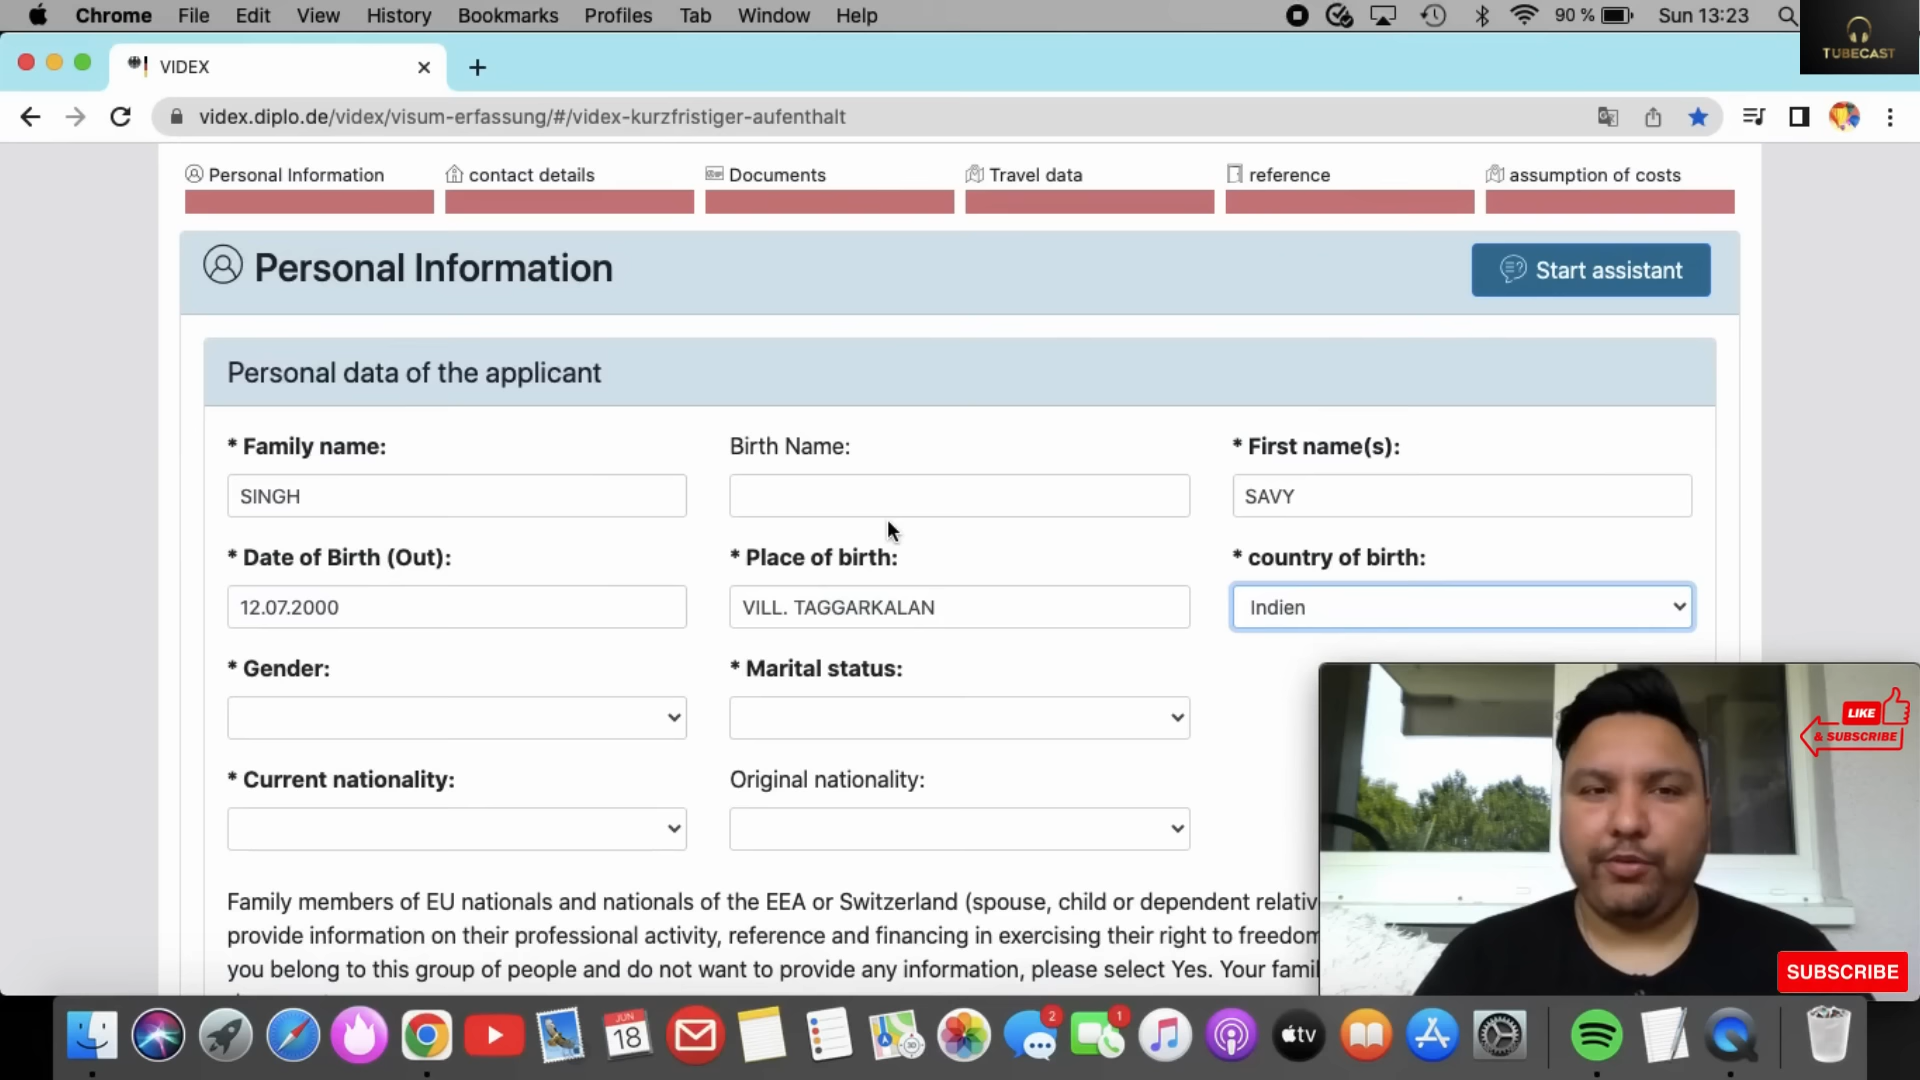 Chrome File Edit View History Bookmarks Profiles Tab Window Help 90 % Sun 13:23
TUBECAST
VIDEX
videx.diplo.de/videx/visum-erfassung/#/videx-kurzfristiger-aufenthalt
Personal Information contact details Documents Travel data reference assumption of costs
Personal Information
Start assistant
Personal data of the applicant
* Family name: Birth Name: * First name(s):
SINGH SAVY
* Date of Birth (Out): * Place of birth: * country of birth:
12.07.2000 VILL. TAGGARKALAN Indien
* Gender: * Marital status:
* Current nationality: Original nationality:
LIKE
& SUBSCRIBE
Family members of EU nationals and nationals of the EEA or Switzerland (spouse, child or dependent relativ
provide information on their professional activity, reference and financing in exercising their right to freedom
you belong to this group of people and do not want to provide any information, please select Yes. Your famil
SUBSCRIBE
JUN
18
2
1
tv